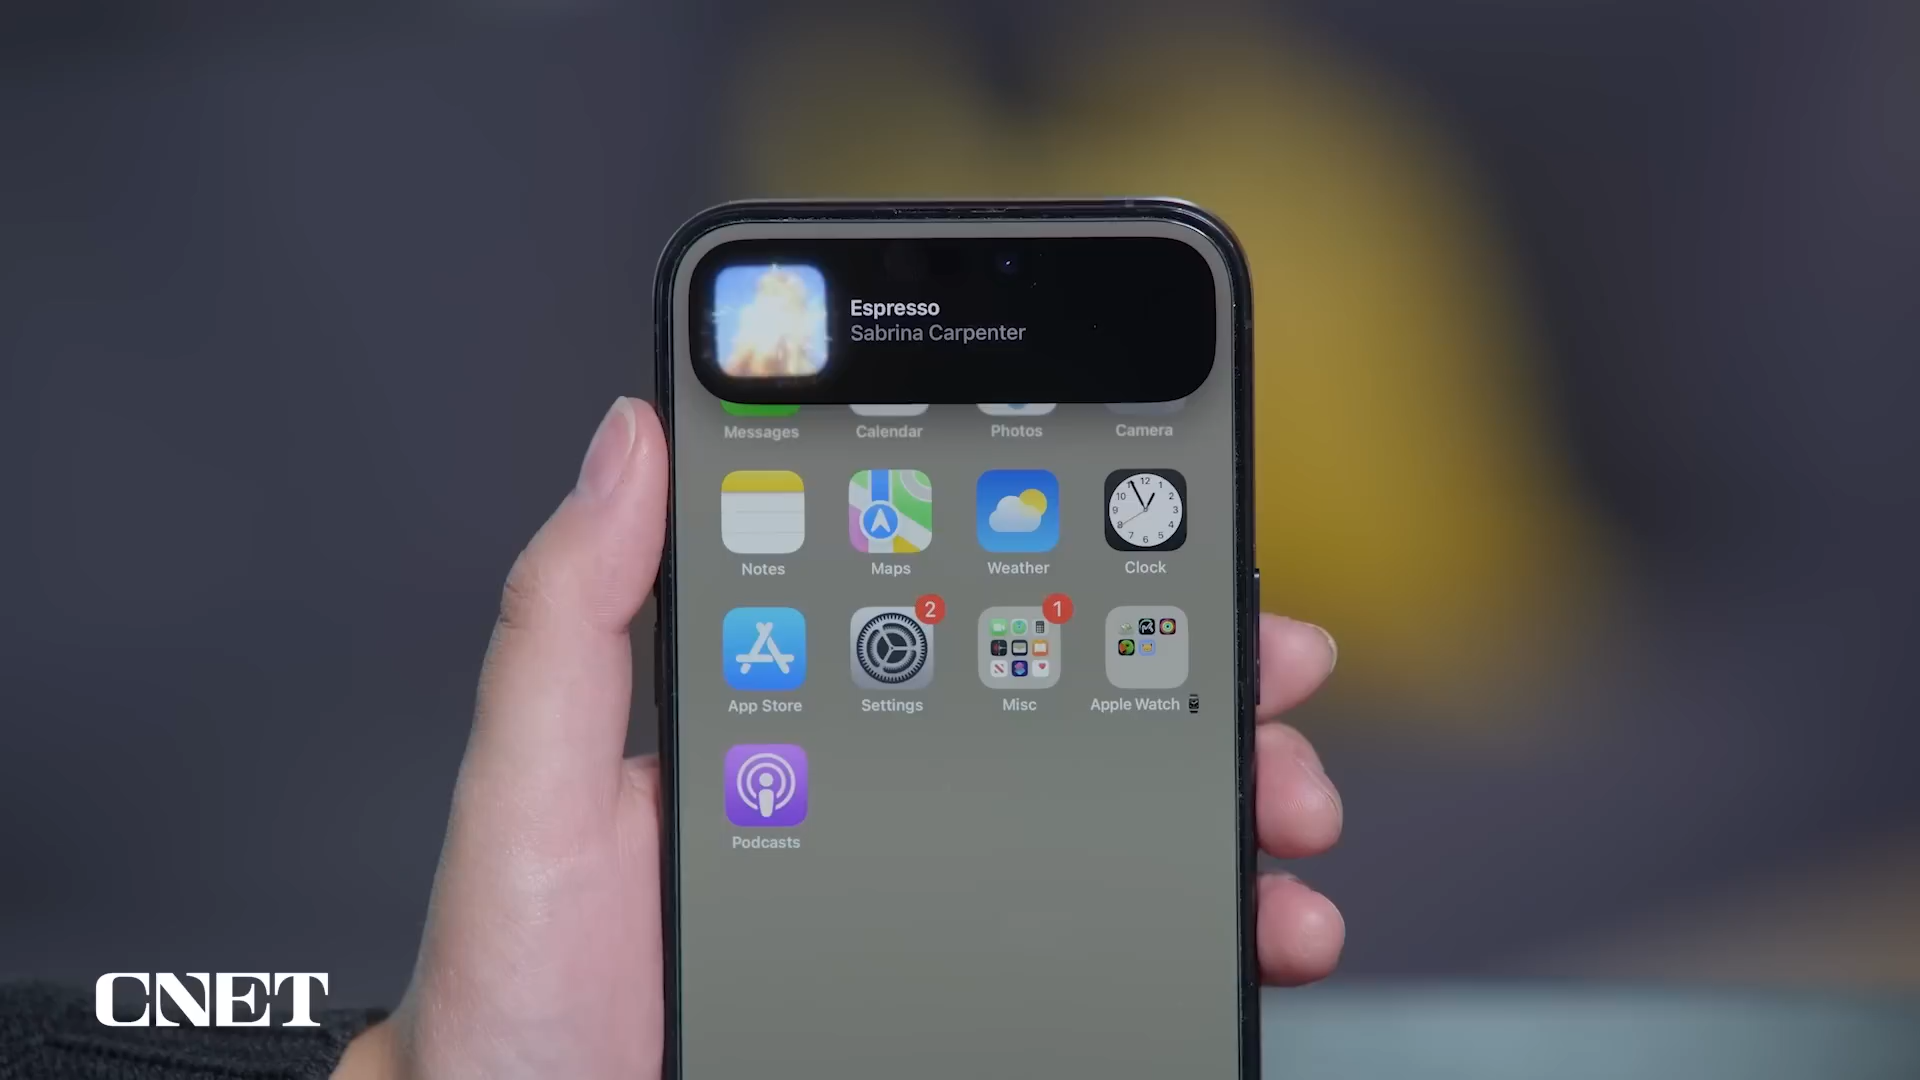 Espresso
Sabrina Carpenter
Messages Calendar Photos Camera
Notes Maps Weather Clock
2 1
App Store Settings Misc Apple Watch
Podcasts
CNET